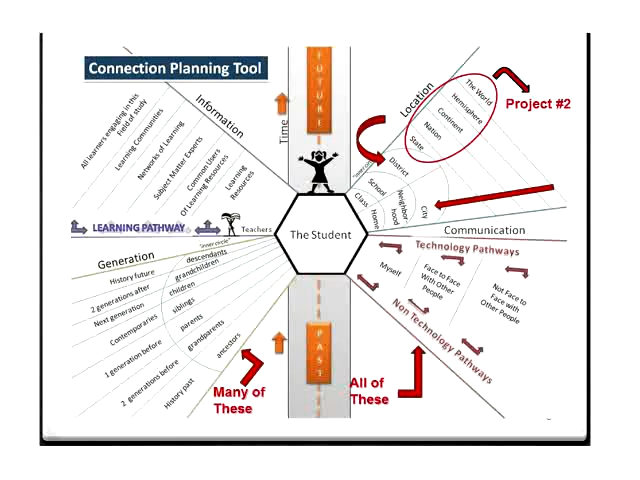 Connection Planning Tool
FUTURE
Time
Information
All learners engaging in this
Field of study
Learning Communities
Networks of Learning
Subject Matter Experts
Common Users
Of Learning Resources
Learning
Resources
LEARNING PATHWAY
Teachers
Location
The World
Hemisphere
Continent
Nation
State
Project #2
"inner circle"
District
School
Class
Neighbor-
hood
Home
City
The Student
Communication
Technology Pathways
Myself
Face to Face
With Other
People
Not Face to
Face with
Other People
Non Technology Pathways
Generation
"inner circle"
descendants
grandchildren
children
siblings
parents
grandparents
ancestors
History future
2 generations after
Next generation
Contemporaries
1 generation before
2 generations before
History past
PAST
Many of
These
All of
These